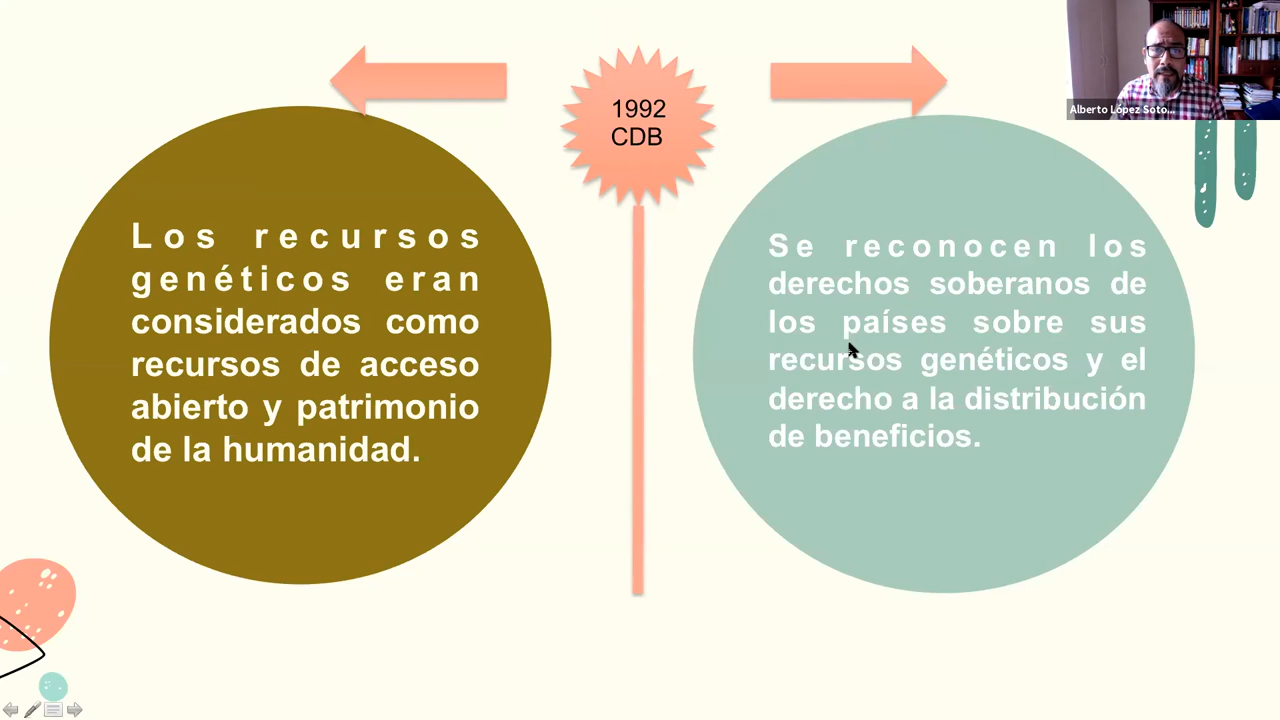 1992
CDB
Los recursos
genéticos eran
considerados como
recursos de acceso
abierto y patrimonio
de la humanidad.
Se reconocen los
derechos soberanos de
los países sobre sus
recursos genéticos y el
derecho a la distribución
de beneficios.
Alberto López Soto...